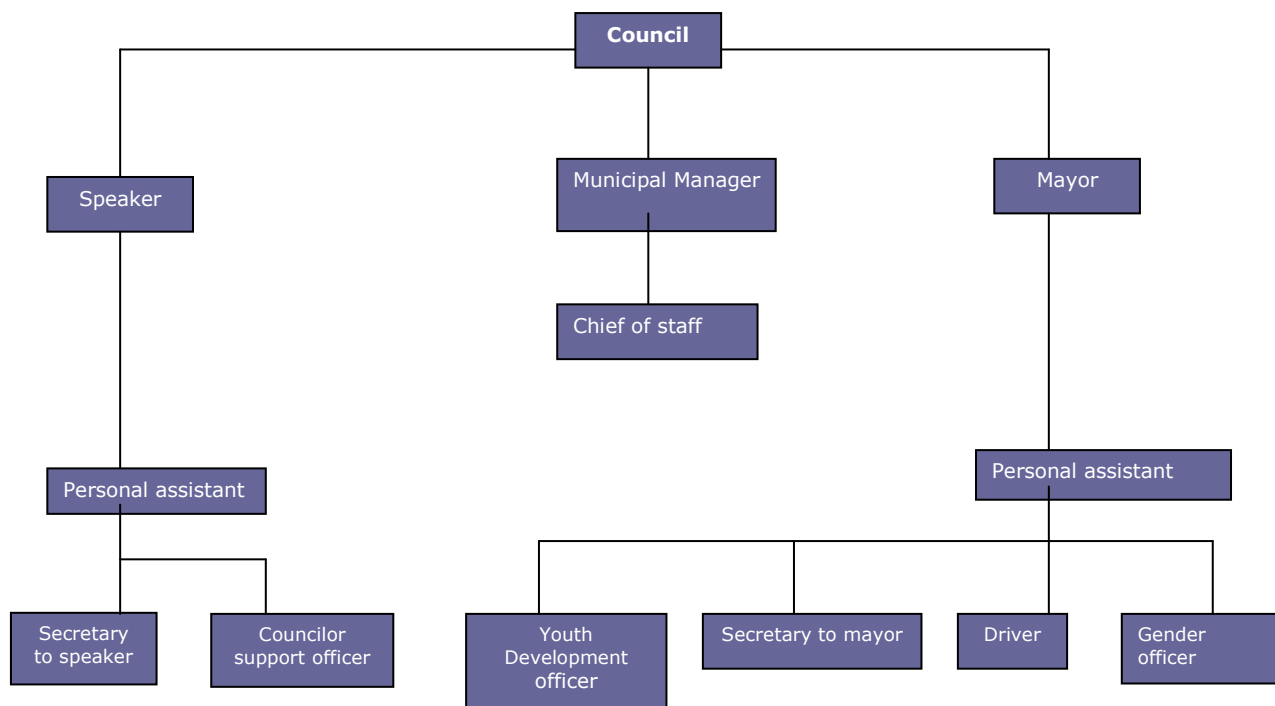 Council
Speaker
Municipal Manager
Mayor
Chief of staff
Personal assistant
Personal assistant
Secretary
to speaker
Councilor
support officer
Youth
Development
officer
Secretary to mayor
Driver
Gender
officer